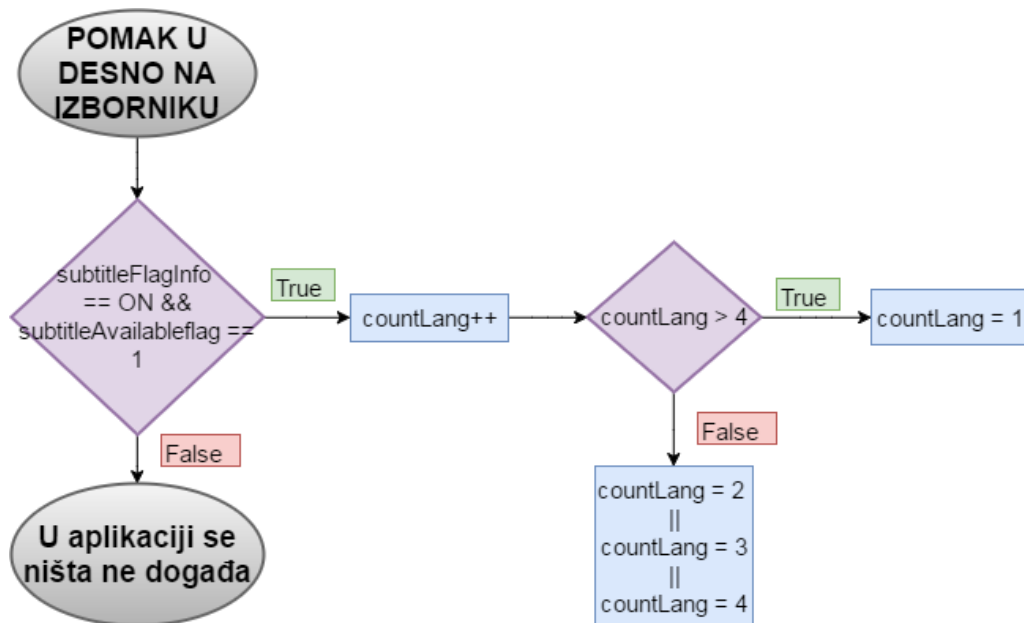 POMAK U
DESNO NA
IZBORNIKU
subtitleFlagInfo
== ON &&
subtitleAvailableflag ==
1
True
countLang++
countLang > 4
True
countLang = 1
False
U aplikaciji se
ništa ne događa
False
countLang = 2
||
countLang = 3
||
countLang = 4